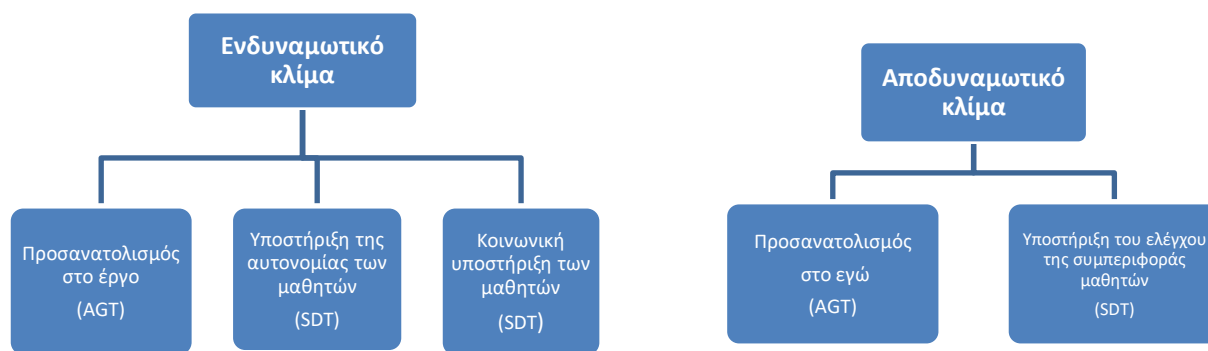 Ενδυναμωτικό
κλίμα
Προσανατολισμός
στο έργο
(AGT)
Υποστήριξη της
αυτονομίας των
μαθητών
(SDT)
Κοινωνική
υποστήριξη των
μαθητών
(SDT)
Αποδυναμωτικό
κλίμα
Προσανατολισμός
στο εγώ
(AGT)
Υποστήριξη του ελέγχου
της συμπεριφοράς
μαθητών
(SDT)